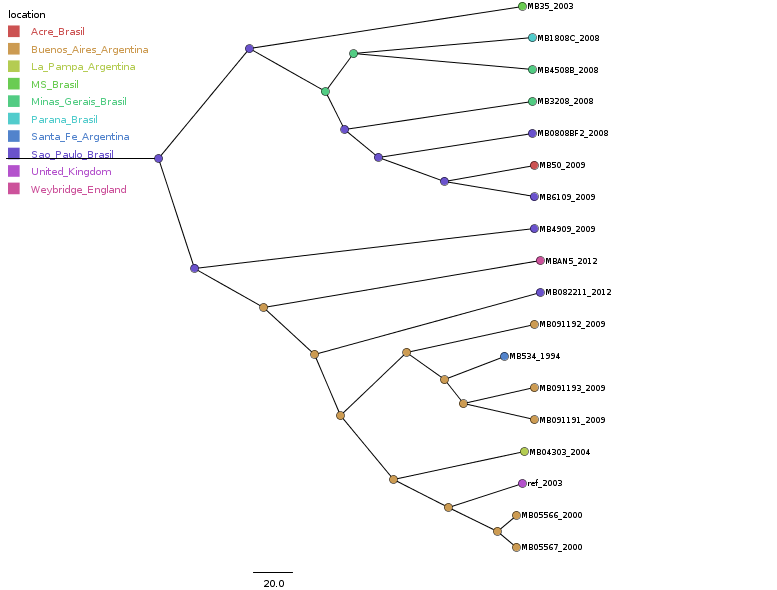 location
Acre_Brasil
Buenos_Aires_Argentina
La_Pampa_Argentina
MS_Brasil
Minas_Gerais_Brasil
Parana_Brasil
Santa_Fe_Argentina
Sao_Paulo_Brasil
United_Kingdom
Weybridge_England
MB35_2003
MB1808C_2008
MB4508B_2008
MB3208_2008
MB0808BF2_2008
MB50_2009
MB6109_2009
MB4909_2009
MBAN5_2012
MB082211_2012
MB091192_2009
MB534_1994
MB091193_2009
MB091191_2009
MB04303_2004
ref_2003
MB05566_2000
MB05567_2000
20.0